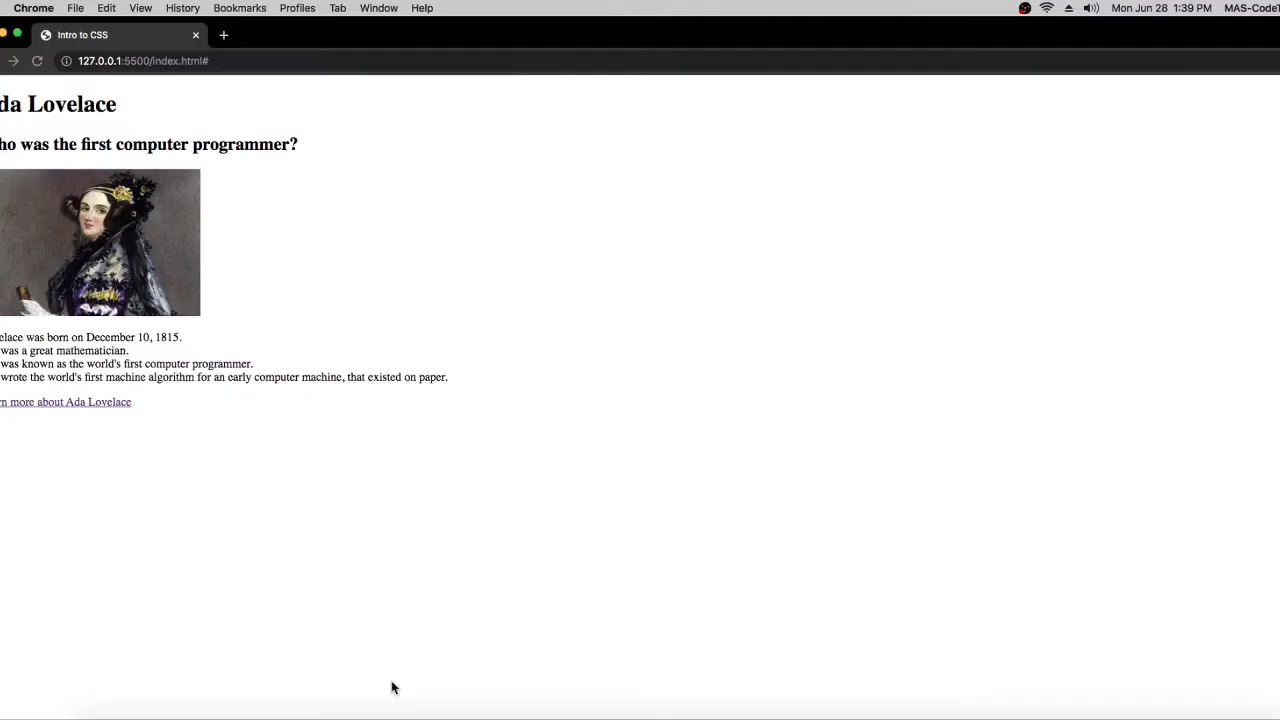 Chrome File Edit View History Bookmarks Profiles Tab Window Help Mon Jun 28 1:39 PM MAS-CodeT
Intro to CSS
127.0.0.1:5500/index.html#
da Lovelace
ho was the first computer programmer?
elace was born on December 10, 1815.
was a great mathematician.
was known as the world's first computer programmer.
wrote the world's first machine algorithm for an early computer machine, that existed on paper.
rn more about Ada Lovelace